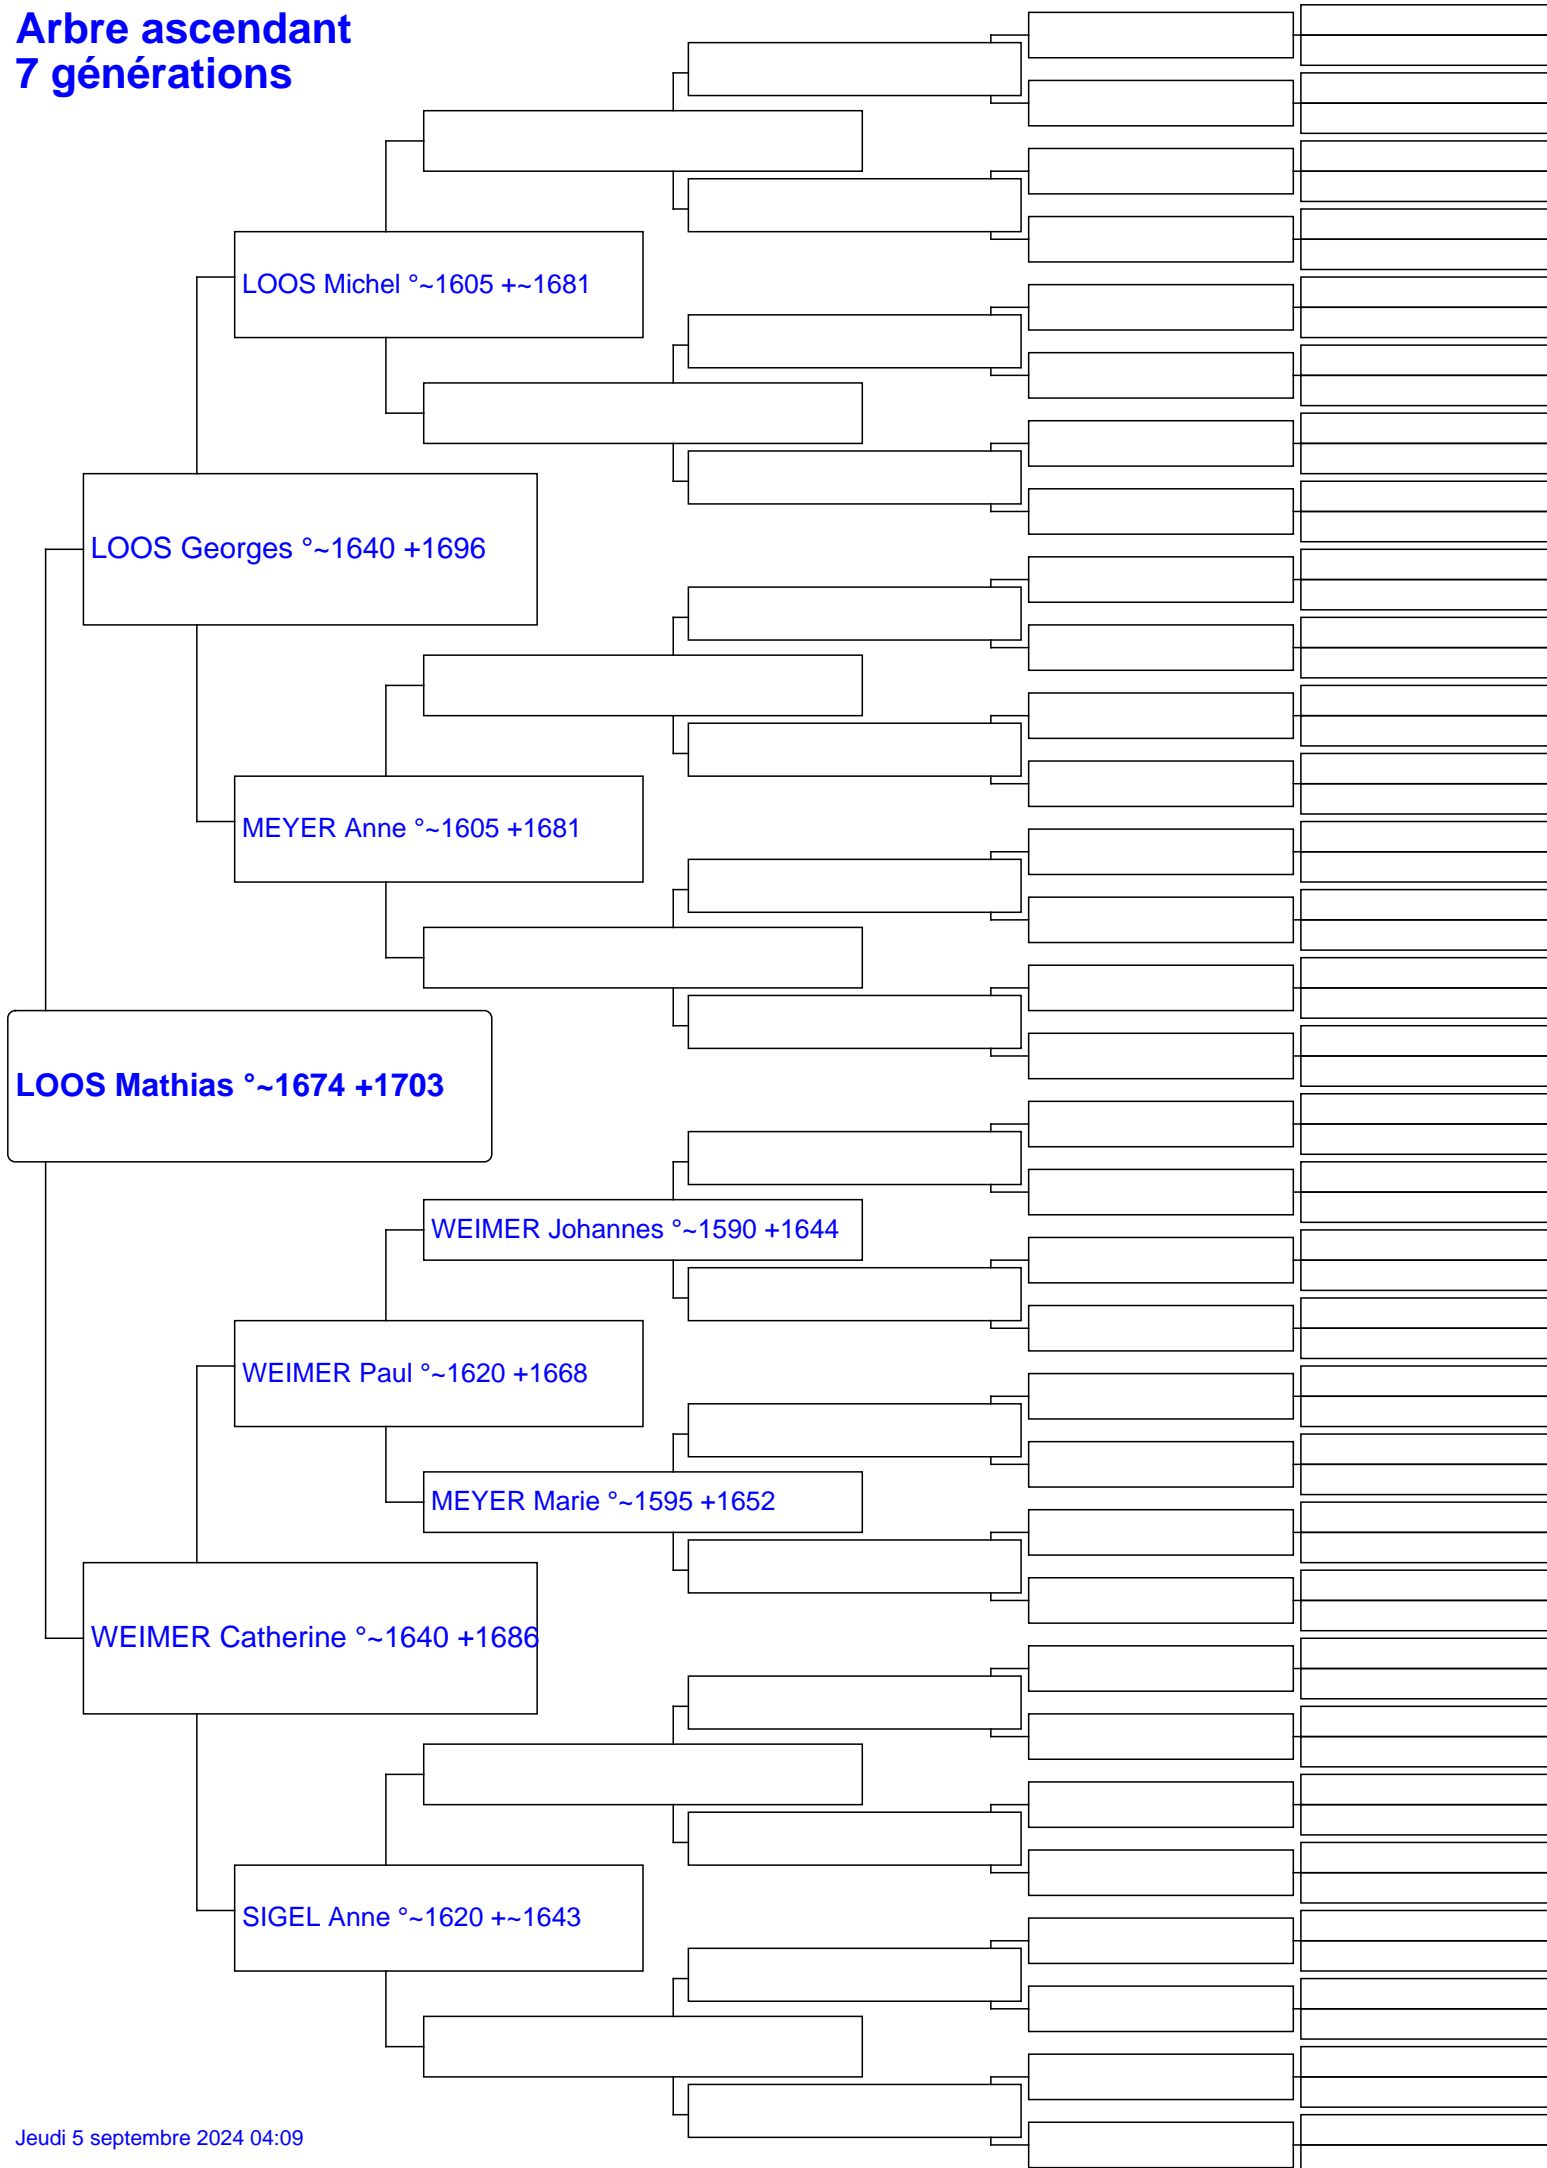 Arbre ascendant
7 générations
LOOS Michel °~1605 +~1681
LOOS Georges °~1640 +1696
MEYER Anne °~1605 +1681
LOOS Mathias °~1674 +1703
WEIMER Johannes °~1590 +1644
WEIMER Paul °~1620 +1668
MEYER Marie °~1595 +1652
WEIMER Catherine °~1640 +1686
SIGEL Anne °~1620 +~1643
Jeudi 5 septembre 2024 04:09